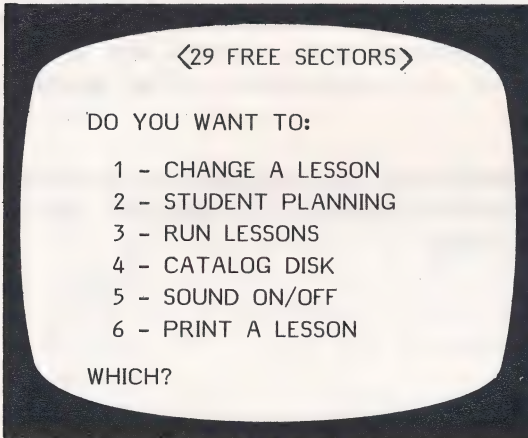 <29 FREE SECTORS>
DO YOU WANT TO:
1 - CHANGE A LESSON
2 - STUDENT PLANNING
3 - RUN LESSONS
4 - CATALOG DISK
5 - SOUND ON/OFF
6 - PRINT A LESSON
WHICH?